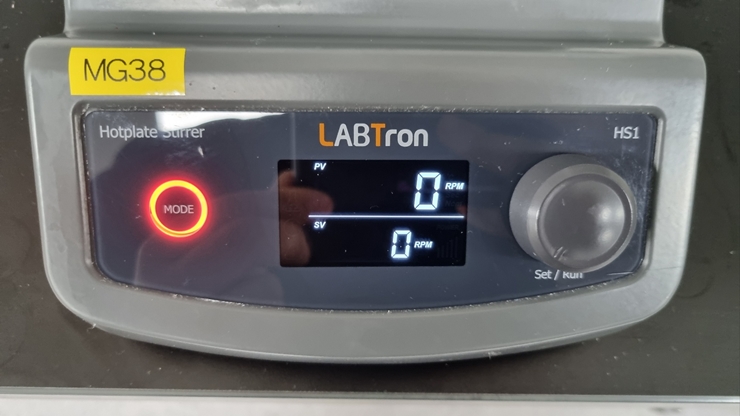 MG38
Hotplate Stirrer
LABTron
HS1
MODE
PV
0 RPM
SV
0 RPM
Set / Run